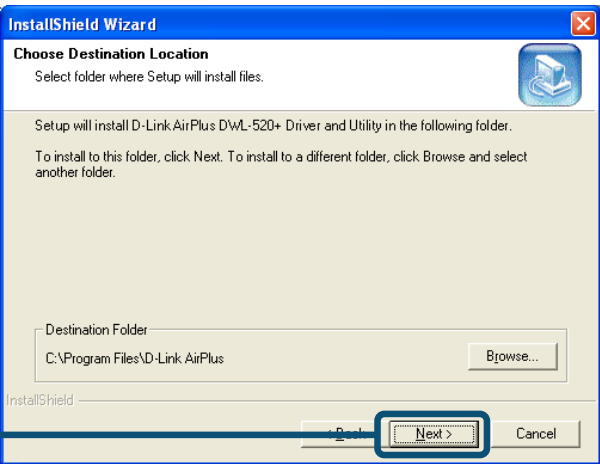 InstallShield Wizard
Choose Destination Location
Select folder where Setup will install files.
Setup will install D-Link AirPlus DWL-520+ Driver and Utility in the following folder.
To install to this folder, click Next. To install to a different folder, click Browse and select
another folder.
Destination Folder
C:\Program Files\D-Link AirPlus
Browse...
InstallShield
Next >
Cancel